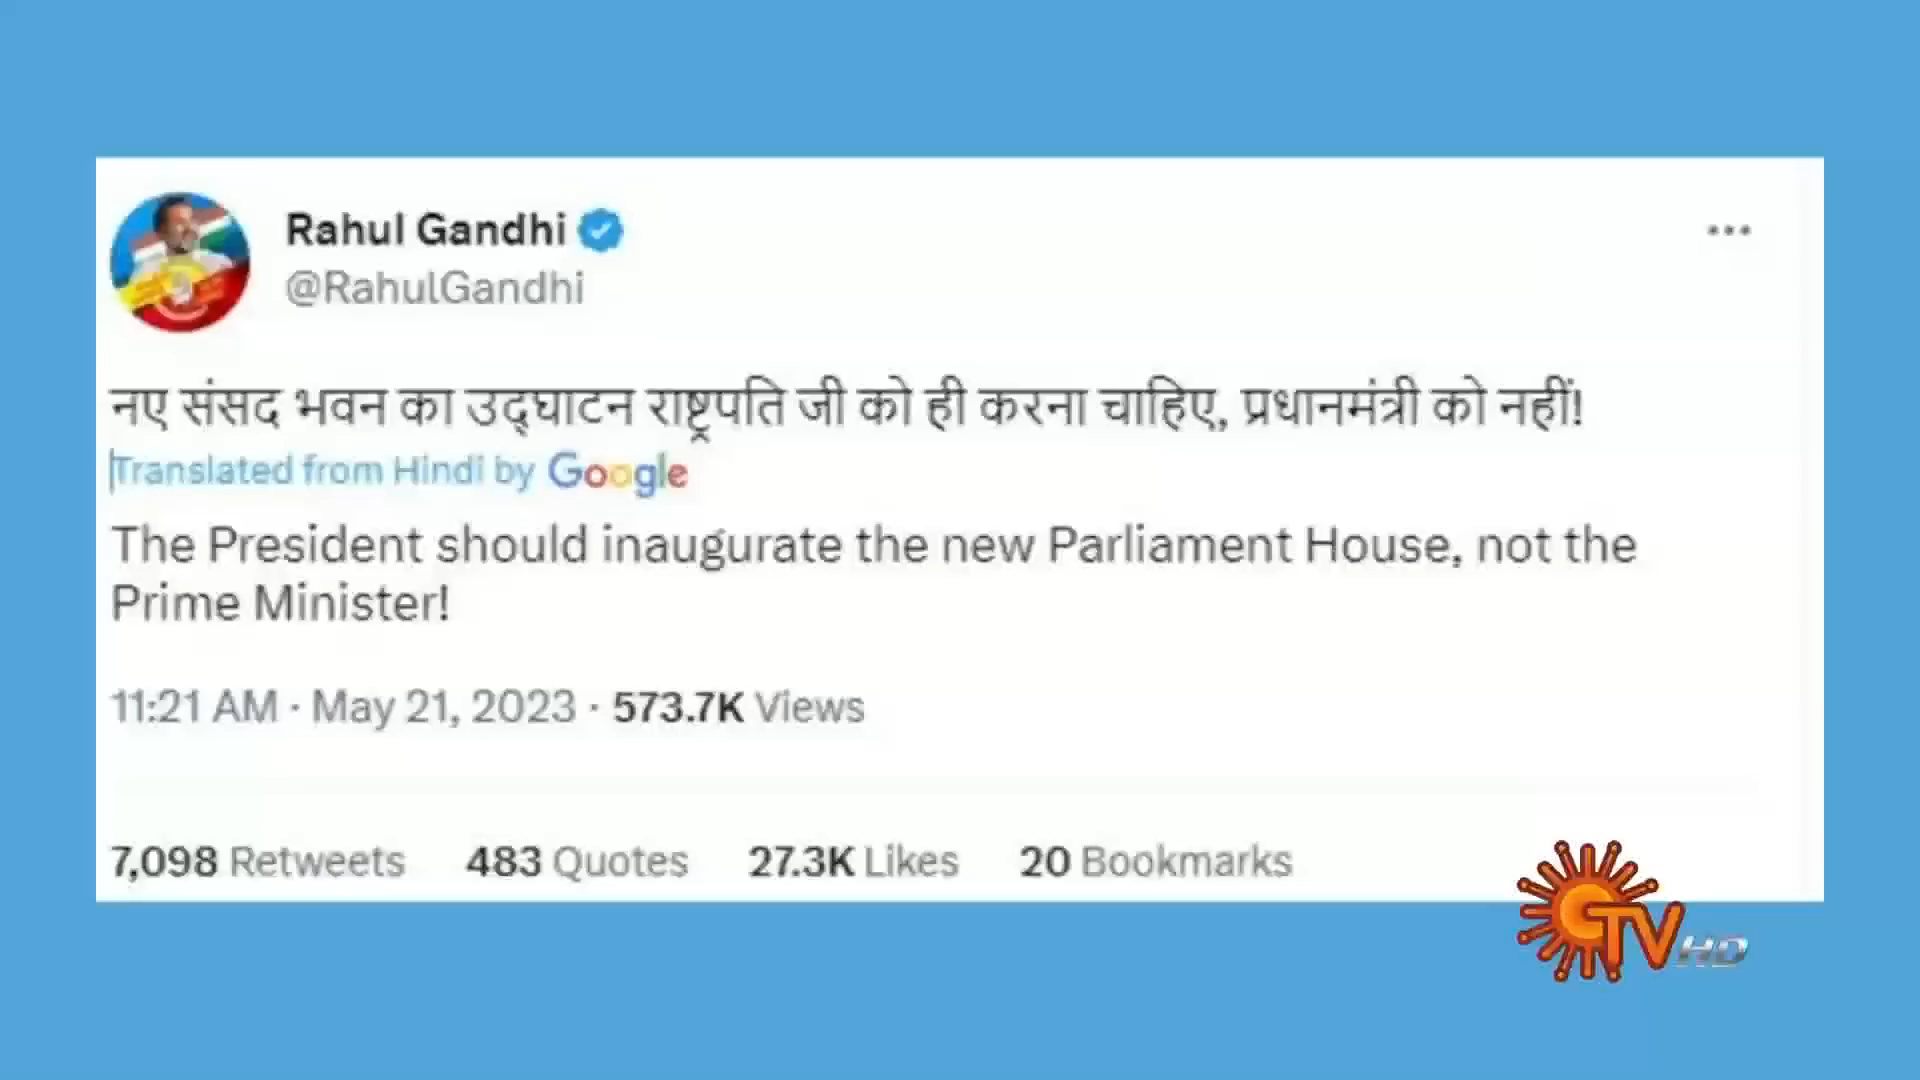 Rahul Gandhi
@RahulGandhi
नए संसद भवन का उद्घाटन राष्ट्रपति जी को ही करना चाहिए, प्रधानमंत्री को नहीं!
Translated from Hindi by Google
The President should inaugurate the new Parliament House, not the
Prime Minister!
11:21 AM · May 21, 2023 · 573.7K Views
7,098 Retweets 483 Quotes 27.3K Likes 20 Bookmarks
TV HD